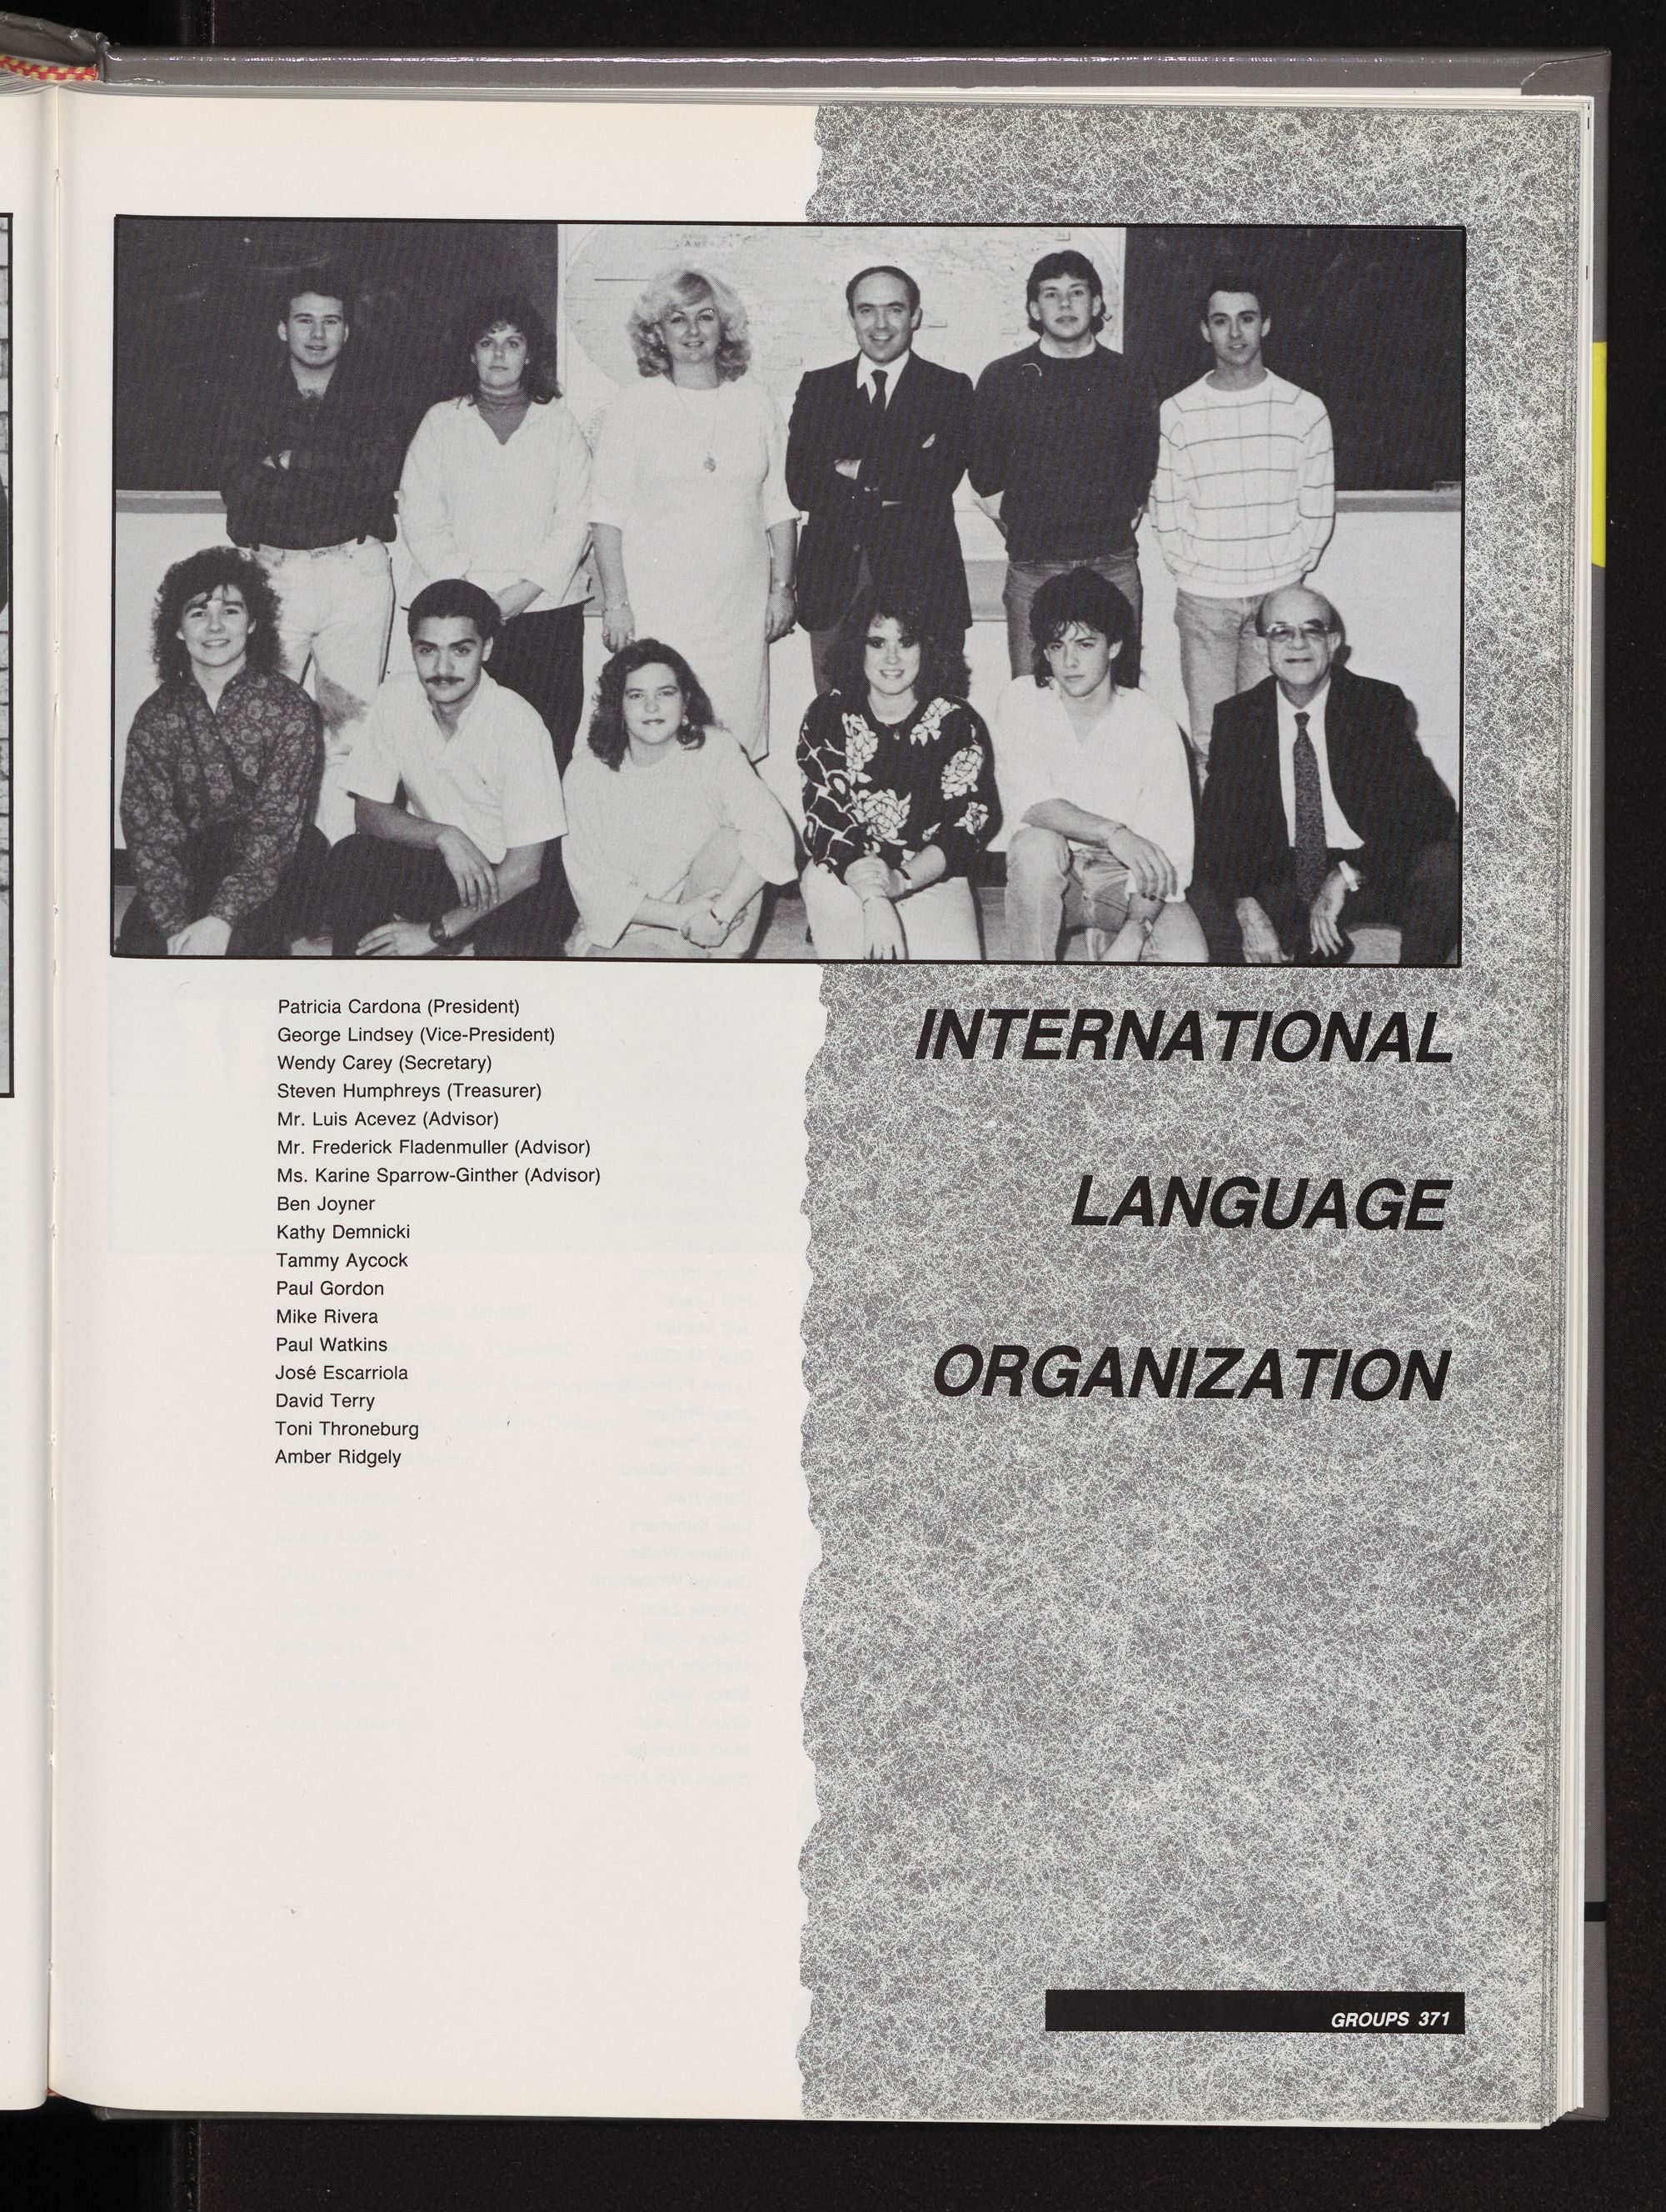 Patricia Cardona (President)
George Lindsey (Vice-President)
Wendy Carey (Secretary)
Steven Humphreys (Treasurer)
Mr. Luis Acevez (Advisor)
Mr. Frederick Fladenmuller (Advisor)
Ms. Karine Sparrow-Ginther (Advisor)
Ben Joyner
Kathy Demnicki
Tammy Aycock
Paul Gordon
Mike Rivera
Paul Watkins
José Escarriola
David Terry
Toni Throneburg
Amber Ridgely
INTERNATIONAL
LANGUAGE
ORGANIZATION
GROUPS 371